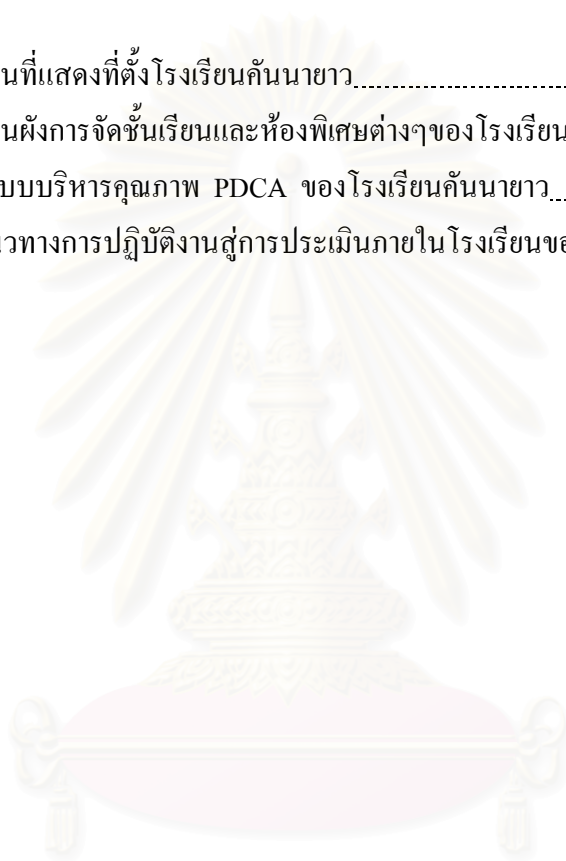 นที่แสดงที่ตั้งโรงเรียนคันนายาว
นผังการจัดชั้นเรียนและห้องพิเศษต่างๆของโรงเรียน
บบบริหารคุณภาพ PDCA ของโรงเรียนคันนายาว
นวทางการปฏิบัติงานสู่การประเมินภายในโรงเรียนขอ